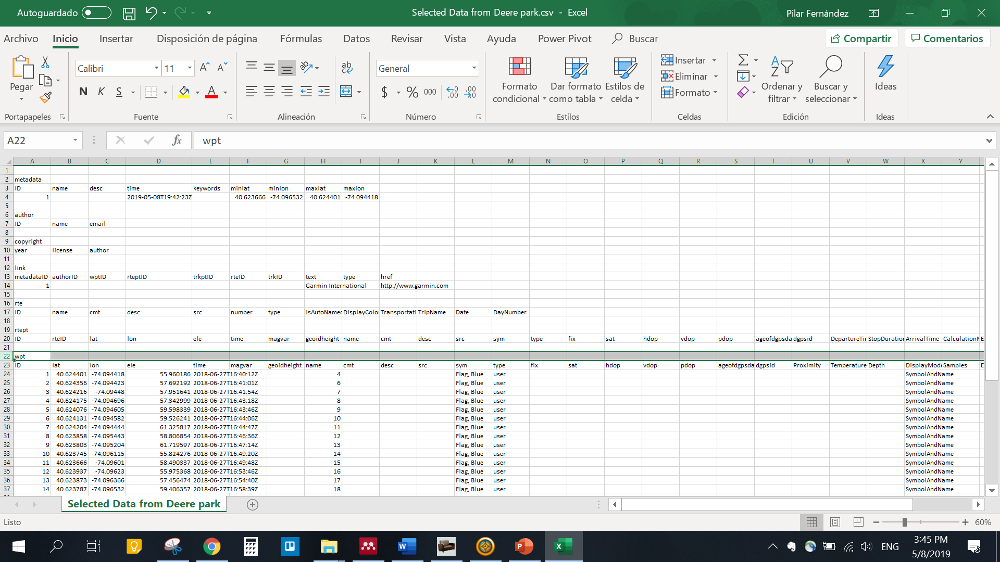 Autoguardado
Selected Data from Deere park.csv - Excel
Pilar Fernández
Archivo Inicio Insertar Disposición de página Fórmulas Datos Revisar Vista Ayuda Power Pivot Buscar Compartir Comentarios
Pegar
Calibri 11
N K S
ab
General
$ % 000
Formato condicional
Dar formato como tabla
Estilos de celda
Insertar
Eliminar
Formato
Ordenar y filtrar
Buscar y seleccionar
Ideas
Portapapeles Fuente Alineación Número Estilos Celdas Edición Ideas
A22 fx wpt
A B C D E F G H I J K L M N O P Q R S T U V W X Y
1
2 metadata
3 ID name desc time keywords minlat minlon maxlat maxlon
4 1 2019-05-08T19:42:23Z 40.623666 -74.096532 40.624401 -74.094418
5
6 author
7 ID name email
8
9 copyright
10 year license author
11
12 link
13 metadataID authorID wptID rteptID trkptID rteID trkID text type href
14 1 Garmin International http://www.garmin.com
15
16 rte
17 ID name cmt desc src number type IsAutoNamed DisplayColo Transportati TripName Date DayNumber
18
19 rtept
20 ID rteID lat lon ele time magvar geoidheight name cmt desc src sym type fix sat hdop vdop pdop ageofdgpsda dgpsid DepartureTir StopDuration ArrivalTime CalculationM E
21
22 wpt
23 ID lat lon ele time magvar geoidheight name cmt desc src sym type fix sat hdop vdop pdop ageofdgpsda dgpsid Proximity Temperature Depth DisplayMode Samples E
24 1 40.624401 -74.094418 55.960186 2018-06-27T16:40:12Z 4 Flag, Blue user SymbolAndName
25 2 40.624356 -74.094423 57.692192 2018-06-27T16:41:01Z 6 Flag, Blue user SymbolAndName
26 3 40.624216 -74.09448 57.951641 2018-06-27T16:41:54Z 7 Flag, Blue user SymbolAndName
27 4 40.624175 -74.094696 57.342999 2018-06-27T16:43:18Z 8 Flag, Blue user SymbolAndName
28 5 40.624076 -74.094605 59.598339 2018-06-27T16:43:46Z 9 Flag, Blue user SymbolAndName
29 6 40.624131 -74.094582 59.526241 2018-06-27T16:44:06Z 10 Flag, Blue user SymbolAndName
30 7 40.624204 -74.094444 61.325817 2018-06-27T16:44:47Z 11 Flag, Blue user SymbolAndName
31 8 40.623858 -74.095443 58.806854 2018-06-27T16:46:36Z 12 Flag, Blue user SymbolAndName
32 9 40.623803 -74.095204 61.719597 2018-06-27T16:47:14Z 13 Flag, Blue user SymbolAndName
33 10 40.623745 -74.096115 55.824276 2018-06-27T16:49:20Z 14 Flag, Blue user SymbolAndName
34 11 40.623666 -74.09601 58.490337 2018-06-27T16:49:48Z 15 Flag, Blue user SymbolAndName
35 12 40.623937 -74.09623 55.975368 2018-06-27T16:53:46Z 16 Flag, Blue user SymbolAndName
36 13 40.623873 -74.096366 57.456474 2018-06-27T16:54:40Z 17 Flag, Blue user SymbolAndName
37 14 40.623787 -74.096532 59.406357 2018-06-27T16:58:39Z 18 Flag, Blue user SymbolAndName
Selected Data from Deere park
Listo
60%
ENG
3:45 PM
5/8/2019